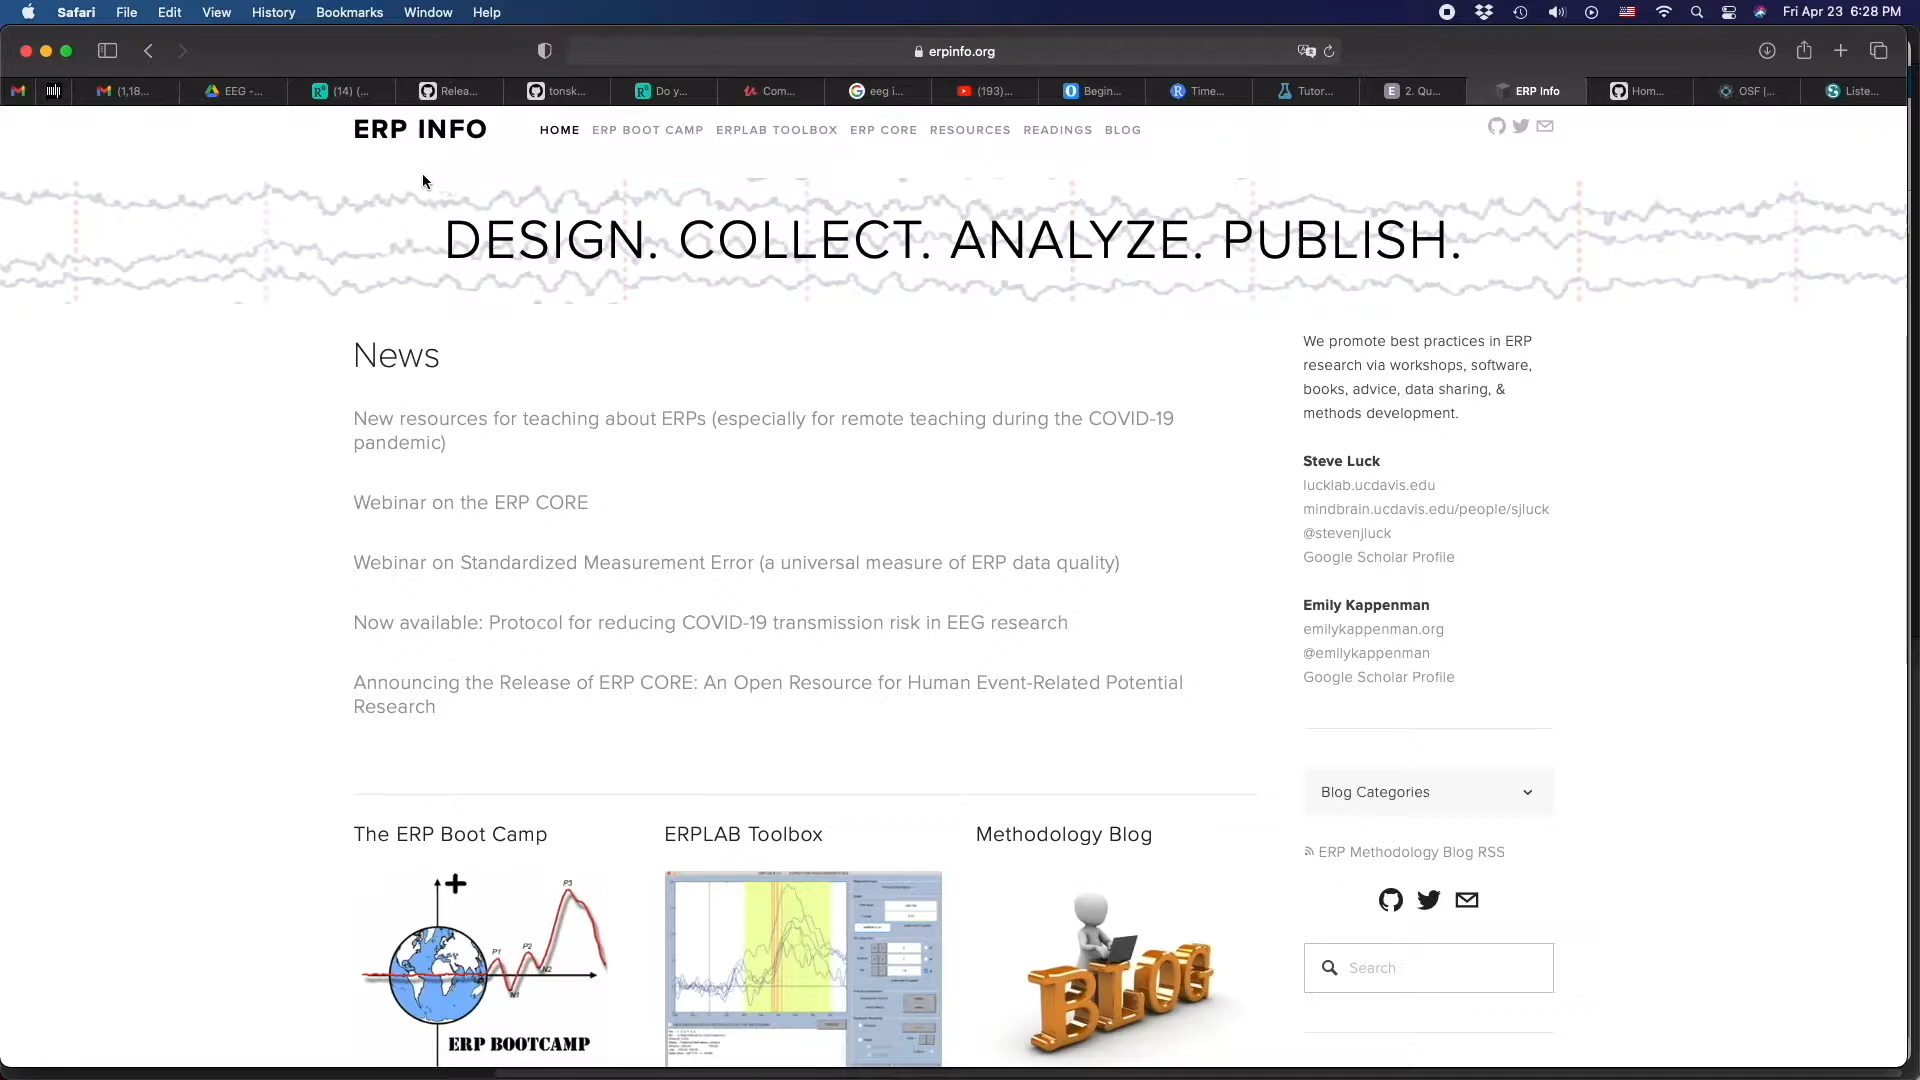 Safari File Edit View History Bookmarks Window Help
Fri Apr 23 6:28 PM
erpinfo.org
(1,18...
EEG -...
(14) (...
Relea...
tonsk...
Do y...
Com...
eeg i...
(193)...
Begin...
Time...
Tutor...
2. Qu...
ERP Info
Hom...
OSF |...
Liste...
ERP INFO
HOME ERP BOOT CAMP ERPLAB TOOLBOX ERP CORE RESOURCES READINGS BLOG
DESIGN. COLLECT. ANALYZE. PUBLISH.
News
New resources for teaching about ERPs (especially for remote teaching during the COVID-19
pandemic)
Webinar on the ERP CORE
Webinar on Standardized Measurement Error (a universal measure of ERP data quality)
Now available: Protocol for reducing COVID-19 transmission risk in EEG research
Announcing the Release of ERP CORE: An Open Resource for Human Event-Related Potential
Research
The ERP Boot Camp
ERPLAB Toolbox
Methodology Blog
P3
P1
P2
N2
N1
ERP BOOTCAMP
BLOG
We promote best practices in ERP
research via workshops, software,
books, advice, data sharing, &
methods development.
Steve Luck
lucklab.ucdavis.edu
mindbrain.ucdavis.edu/people/sjluck
@stevenjluck
Google Scholar Profile
Emily Kappenman
emilykappenman.org
@emilykappenman
Google Scholar Profile
Blog Categories
ERP Methodology Blog RSS
Search